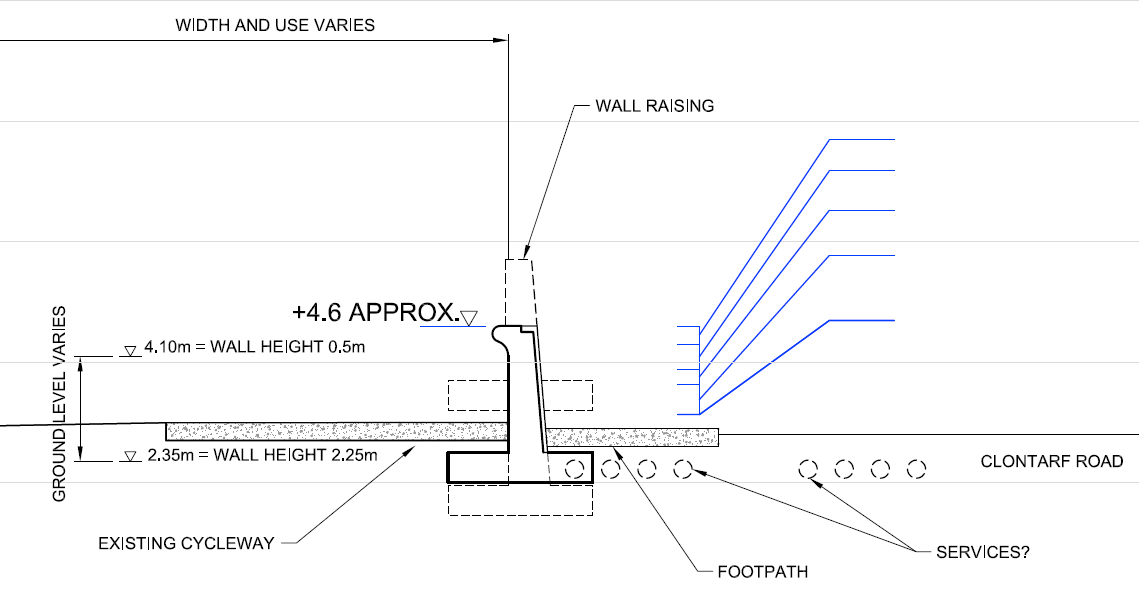 WIDTH AND USE VARIES
WALL RAISING
+4.6 APPROX.
4.10m = WALL HEIGHT 0.5m
GROUND LEVEL VARIES
2.35m = WALL HEIGHT 2.25m
CLONTARF ROAD
EXISTING CYCLEWAY
SERVICES?
FOOTPATH